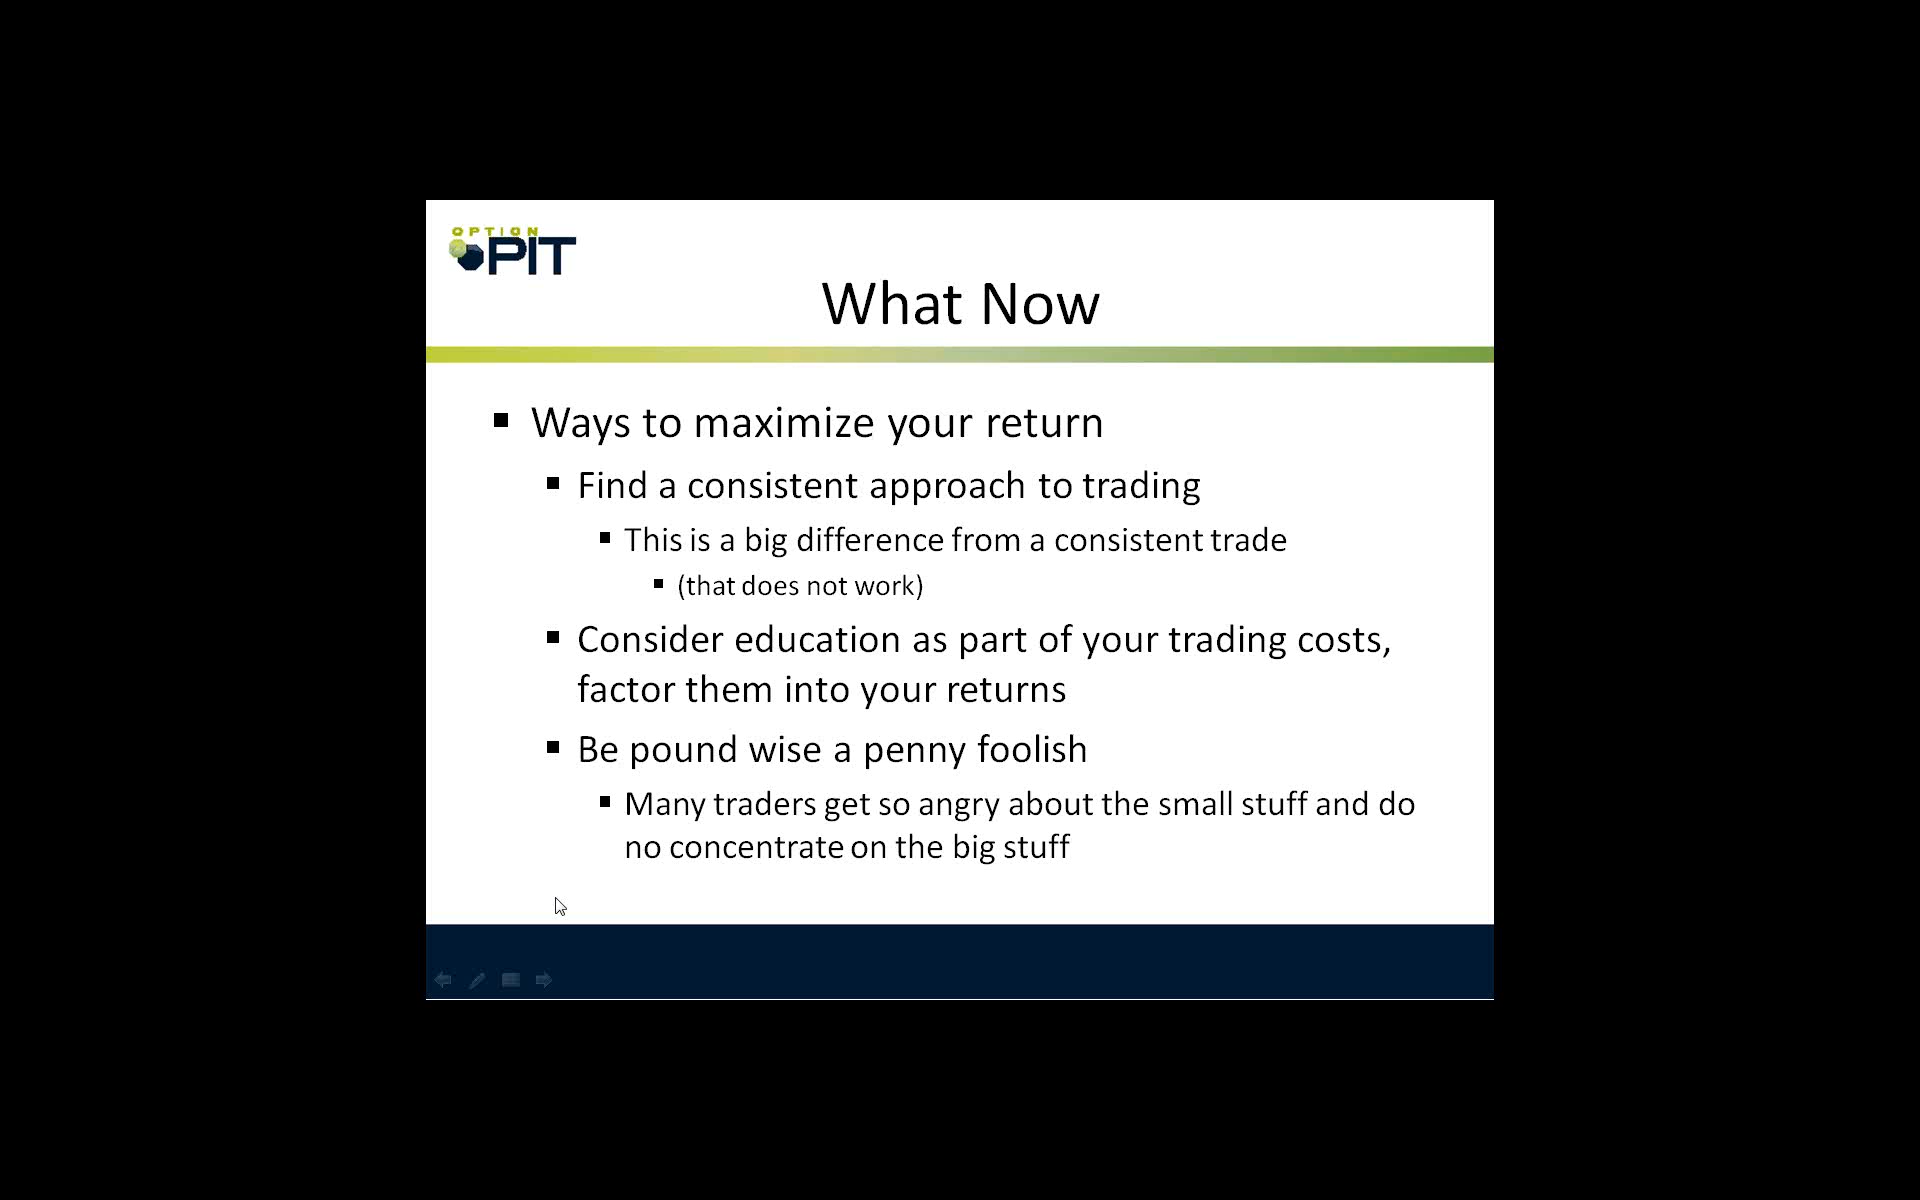 OPTION
PIT
What Now
Ways to maximize your return
Find a consistent approach to trading
This is a big difference from a consistent trade
(that does not work)
Consider education as part of your trading costs,
factor them into your returns
Be pound wise a penny foolish
Many traders get so angry about the small stuff and do
no concentrate on the big stuff